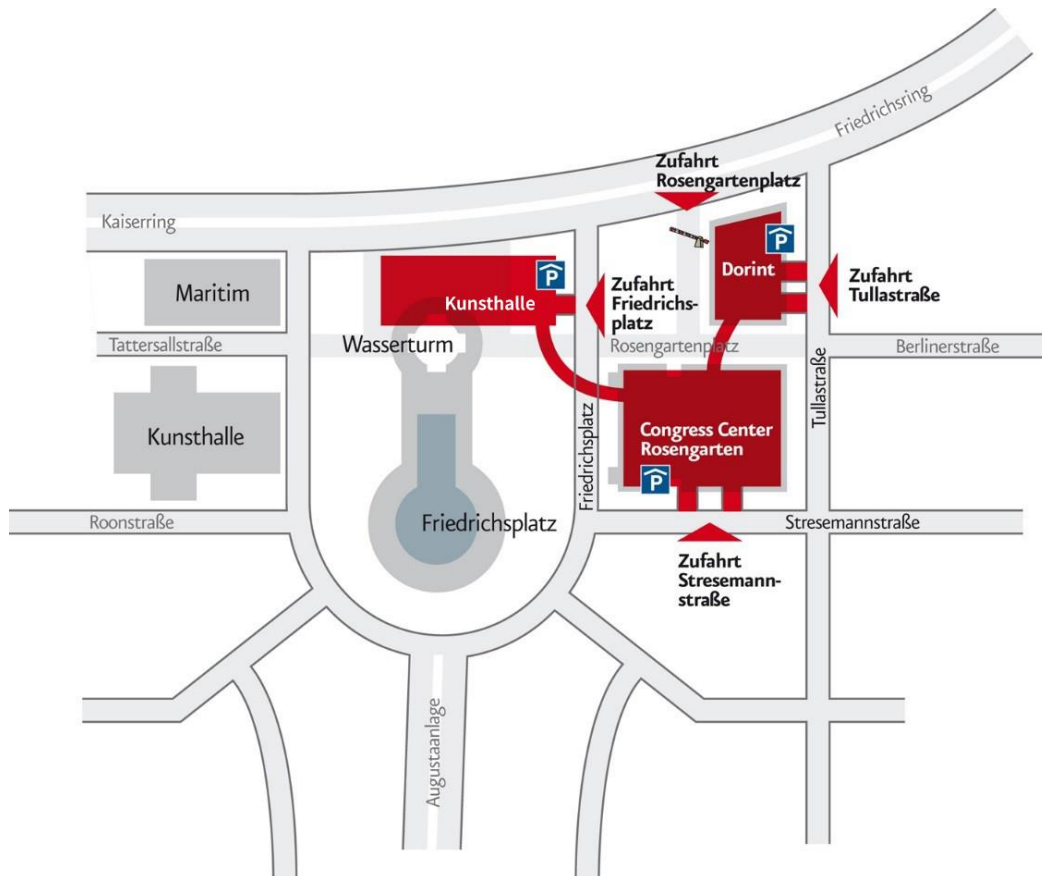 Friedrichsring
Zufahrt
Rosengartenplatz
Kaiserring
P
Dorint
Zufahrt
Tullastraße
Maritim
P
Kunsthalle
Zufahrt
Friedrichs-
platz
Tattersallstraße
Wasserturm
Rosengartenplatz
Berlinerstraße
Tullastraße
Kunsthalle
Friedrichsplatz
Congress Center
Rosengarten
P
Roonstraße
Friedrichsplatz
Stresemannstraße
Zufahrt
Stresemann-
straße
Augustaanlage